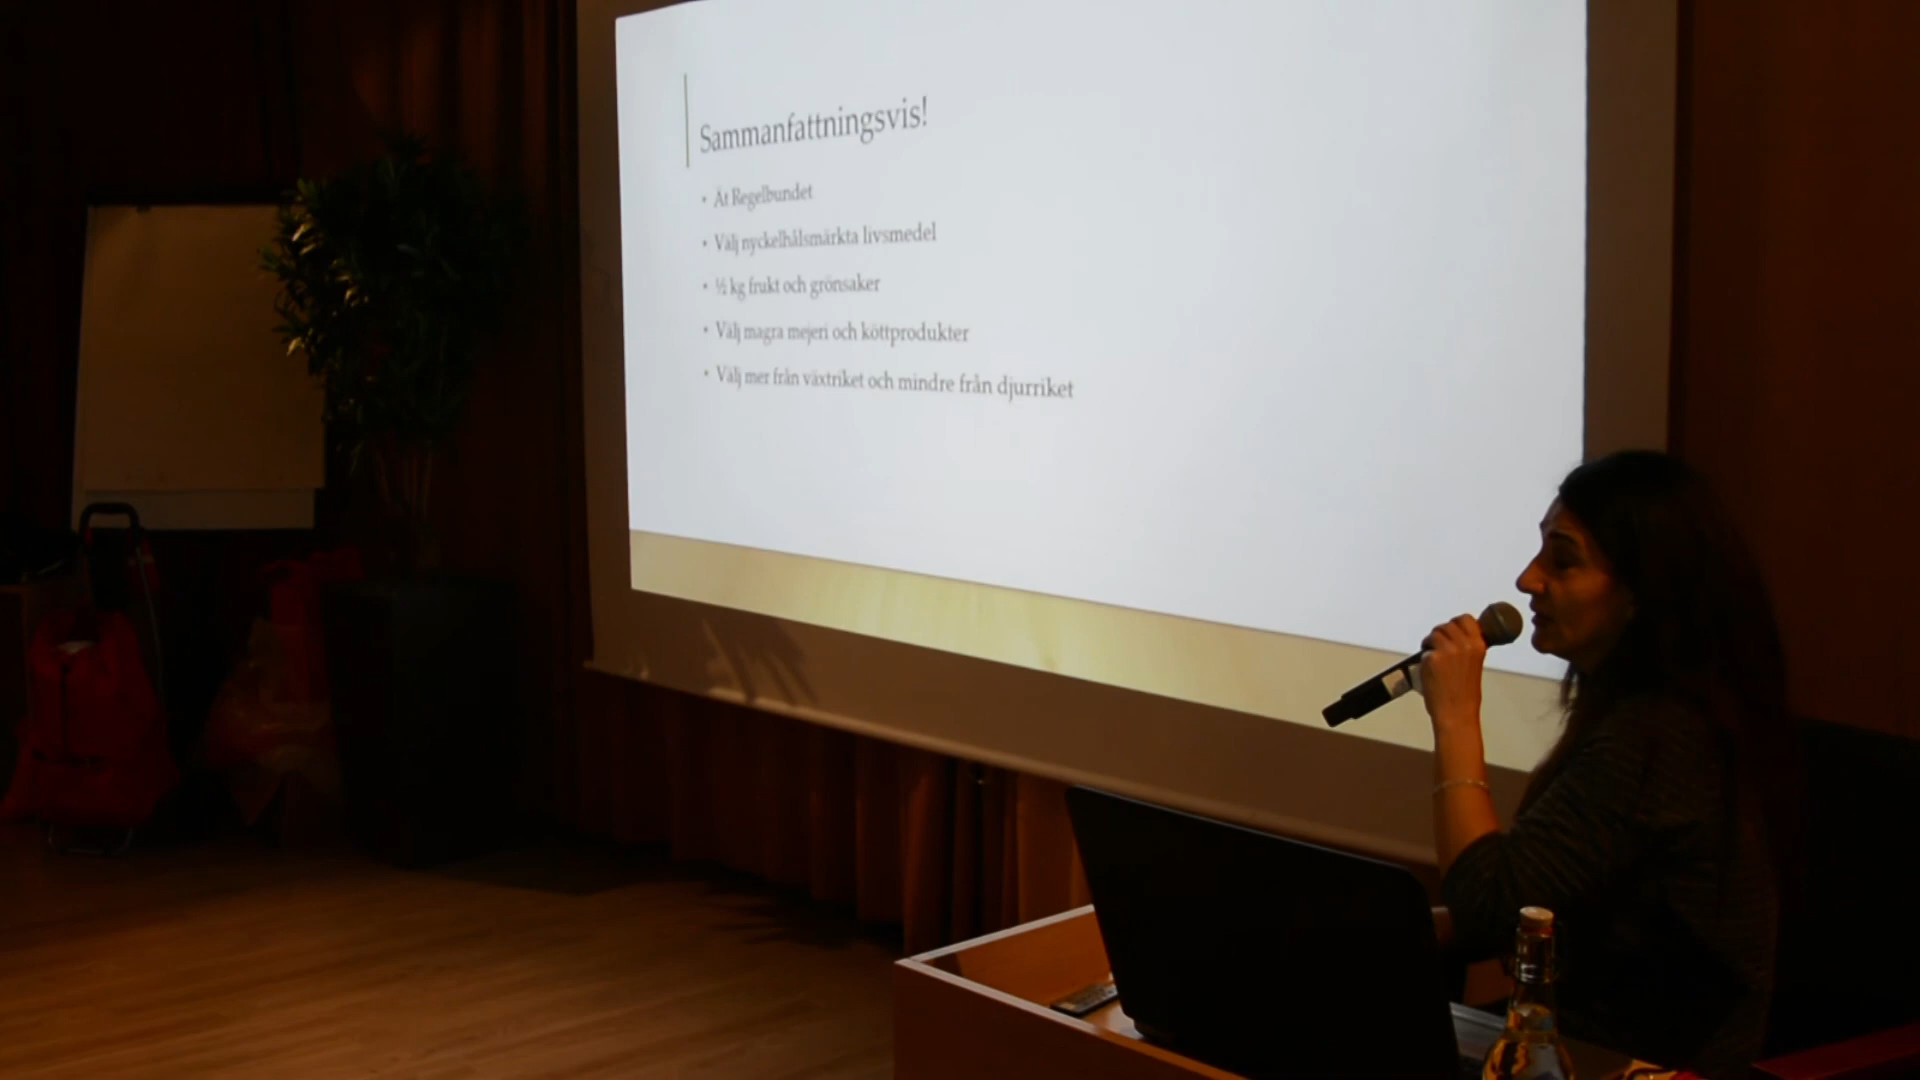 Sammanfattningsvis!
• Ät Regelbundet
• Välj nyckelhålsmärkta livsmedel
• ½ kg frukt och grönsaker
• Välj magra mejeri och köttprodukter
• Välj mer från växtriket och mindre från djurriket